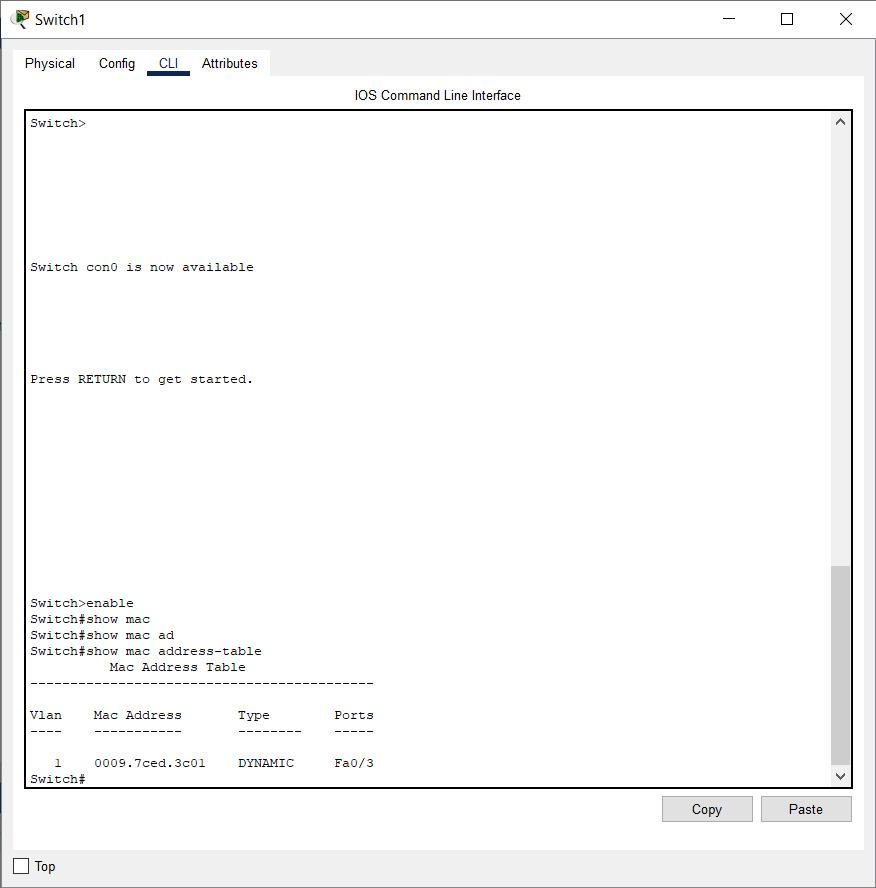 Switch1
Physical Config CLI Attributes
IOS Command Line Interface
Switch>
Switch con0 is now available
Press RETURN to get started.
Switch>enable
Switch#show mac
Switch#show mac ad
Switch#show mac address-table
Mac Address Table
-------------------------------------------
Vlan    Mac Address       Type        Ports
----    -----------       --------    -----
1    0009.7ced.3c01    DYNAMIC     Fa0/3
Switch#
Copy Paste
Top